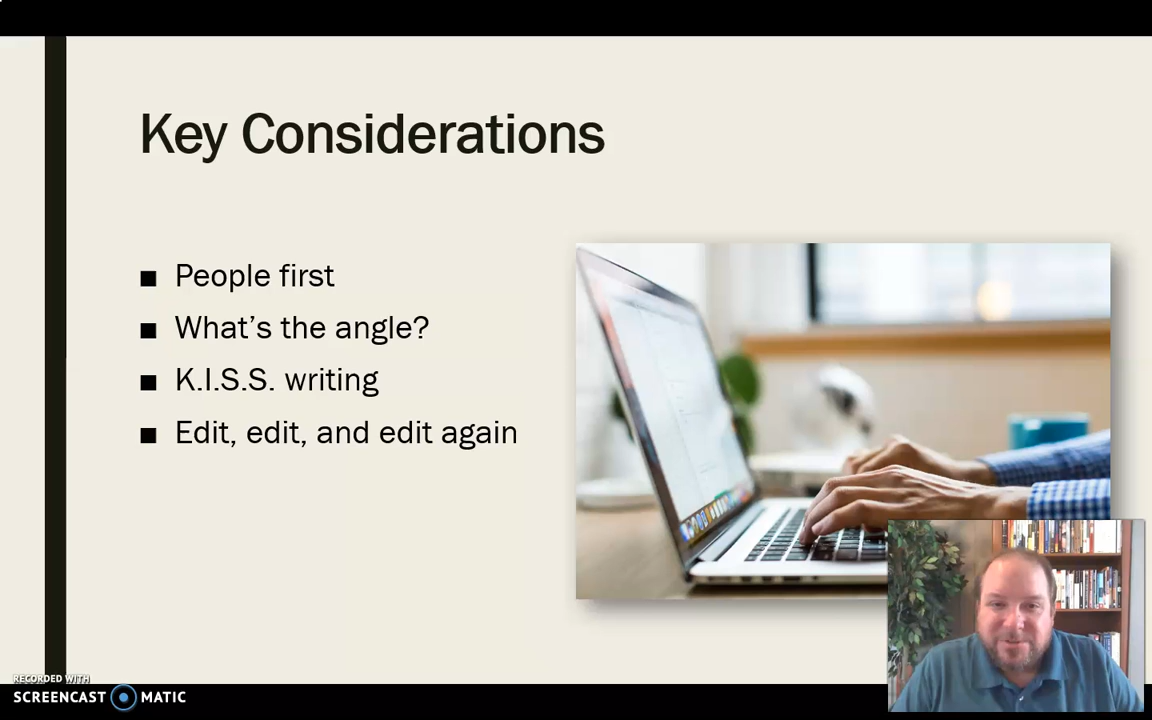 Key Considerations
■ People first
■ What's the angle?
■ K.I.S.S. writing
■ Edit, edit, and edit again
RECORDED WITH
SCREENCAST MATIC